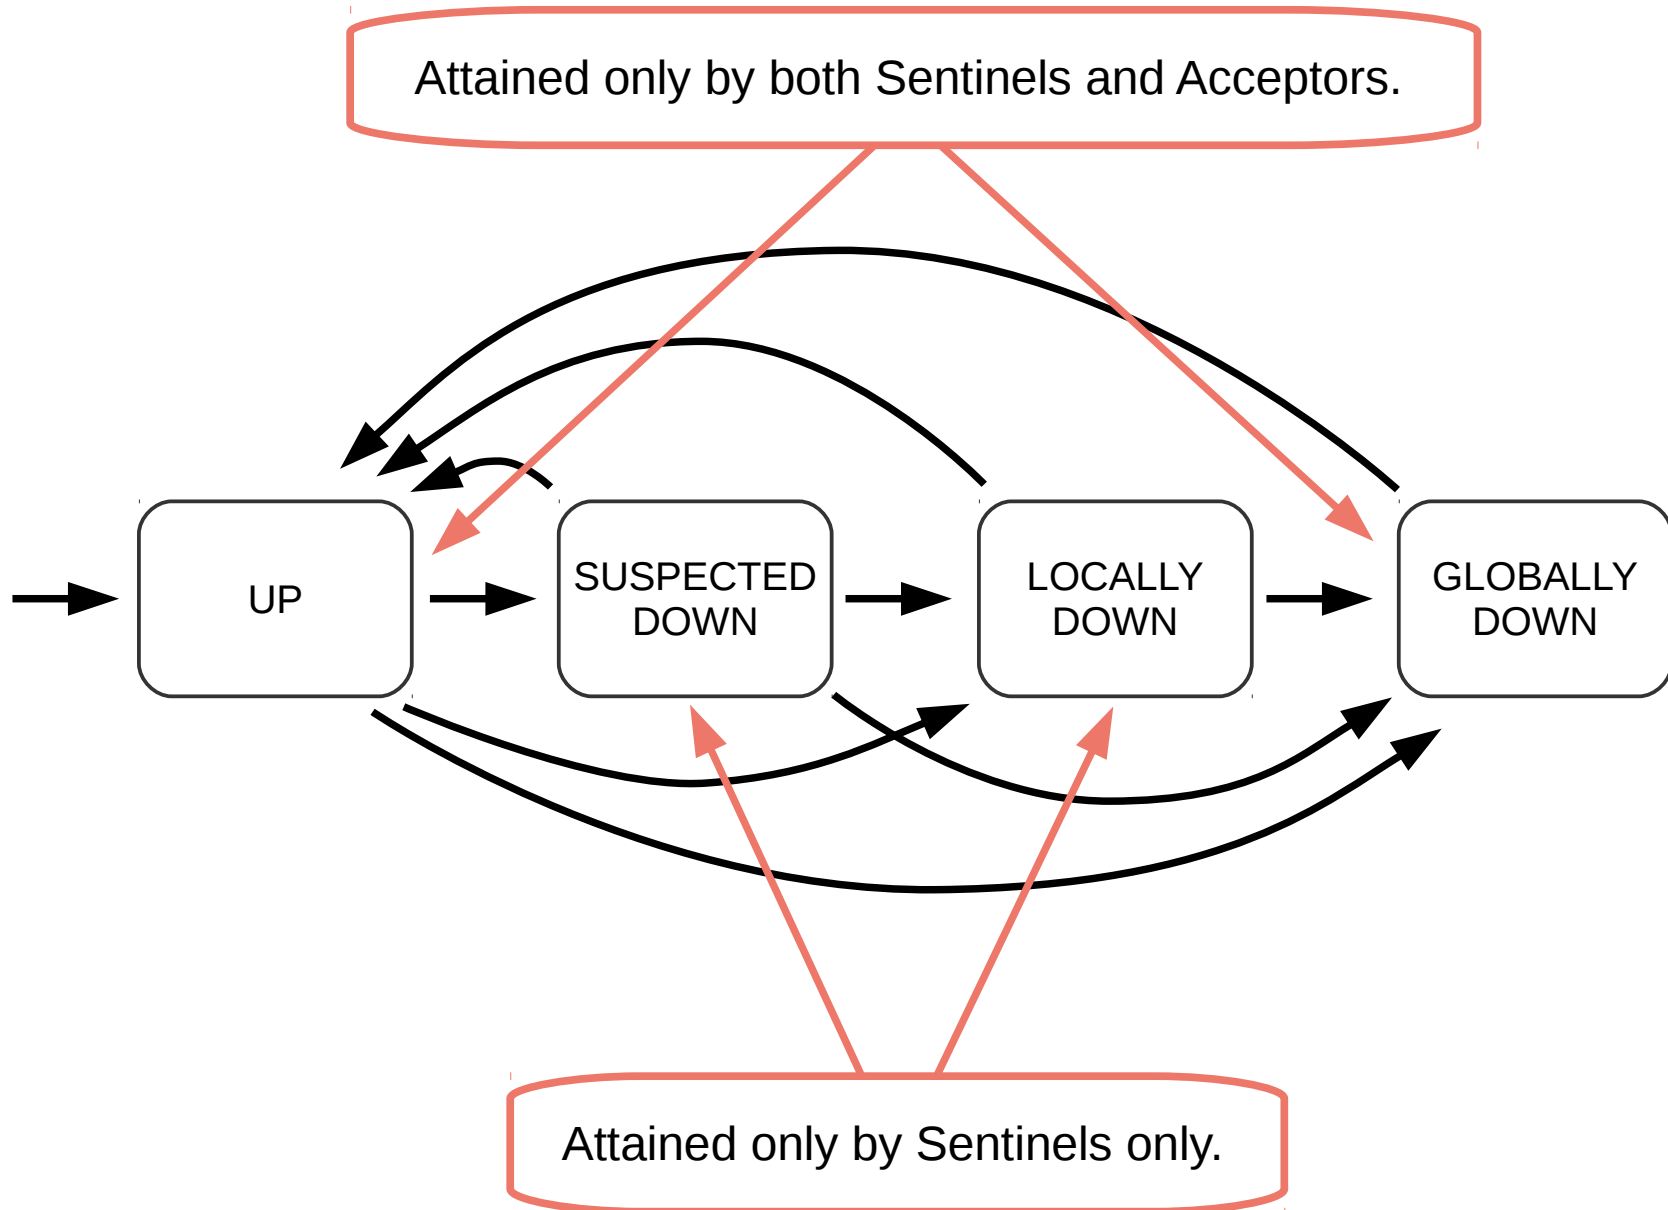 Attained only by both Sentinels and Acceptors.
UP
SUSPECTED
DOWN
LOCALLY
DOWN
GLOBALLY
DOWN
Attained only by Sentinels only.